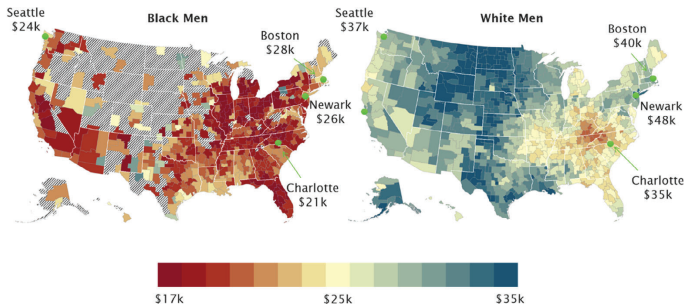 Black Men
Seattle
$24k
Boston
$28k
Newark
$26k
Charlotte
$21k
White Men
Seattle
$37k
Boston
$40k
Newark
$48k
Charlotte
$35k
$17k
$25k
$35k